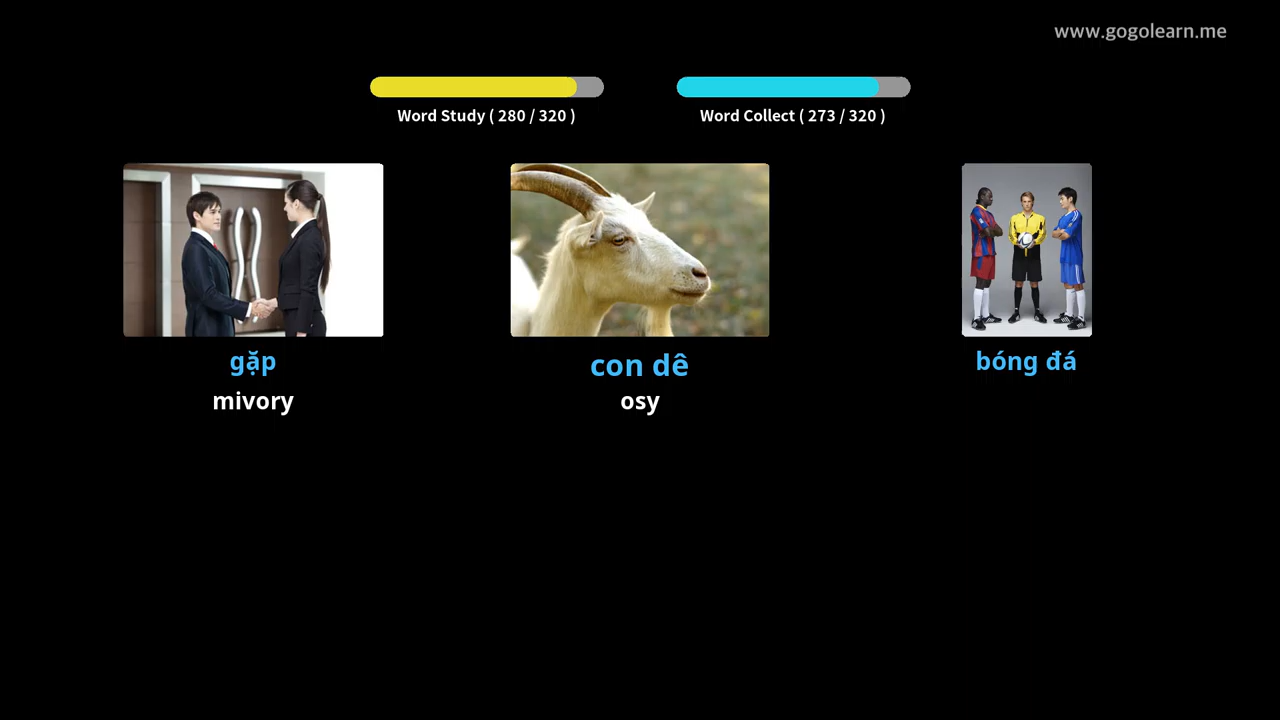 www.gogolearn.me
Word Study ( 280 / 320 )
Word Collect ( 273 / 320 )
gặp
mivory
con dê
osy
bóng đá